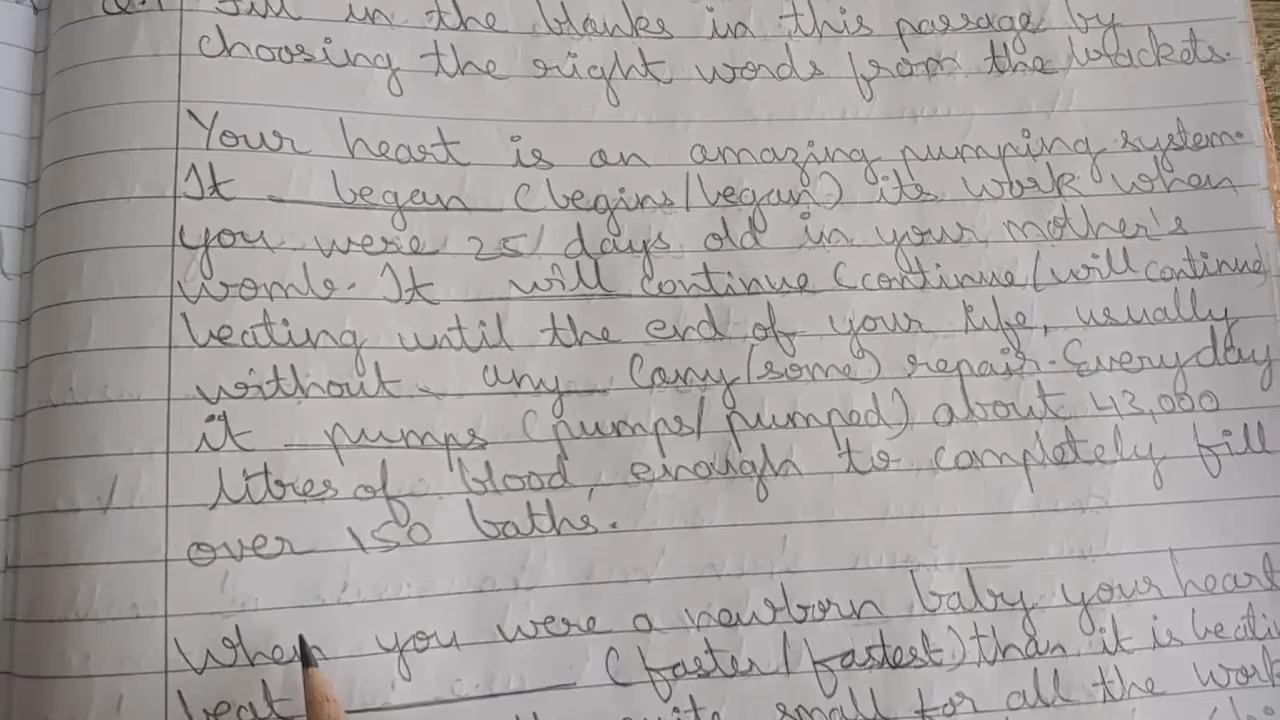 Q.1 Fill in the blanks in this passage by
choosing the right words from the brackets.
Your heart is an amazing pumping system.
It began (begins/began) its work when
you were 25 days old in your mother's
womb. It will continue (continue/will continue)
beating until the end of your life, usually
without any (any/some) repair. Everyday
it pumps (pumps/pumped) about 43,000
litres of blood, enough to completely fill
over 150 baths.
When you were a newborn baby your heart
beat ______ (faster/fastest) than it is beati
small for all the work